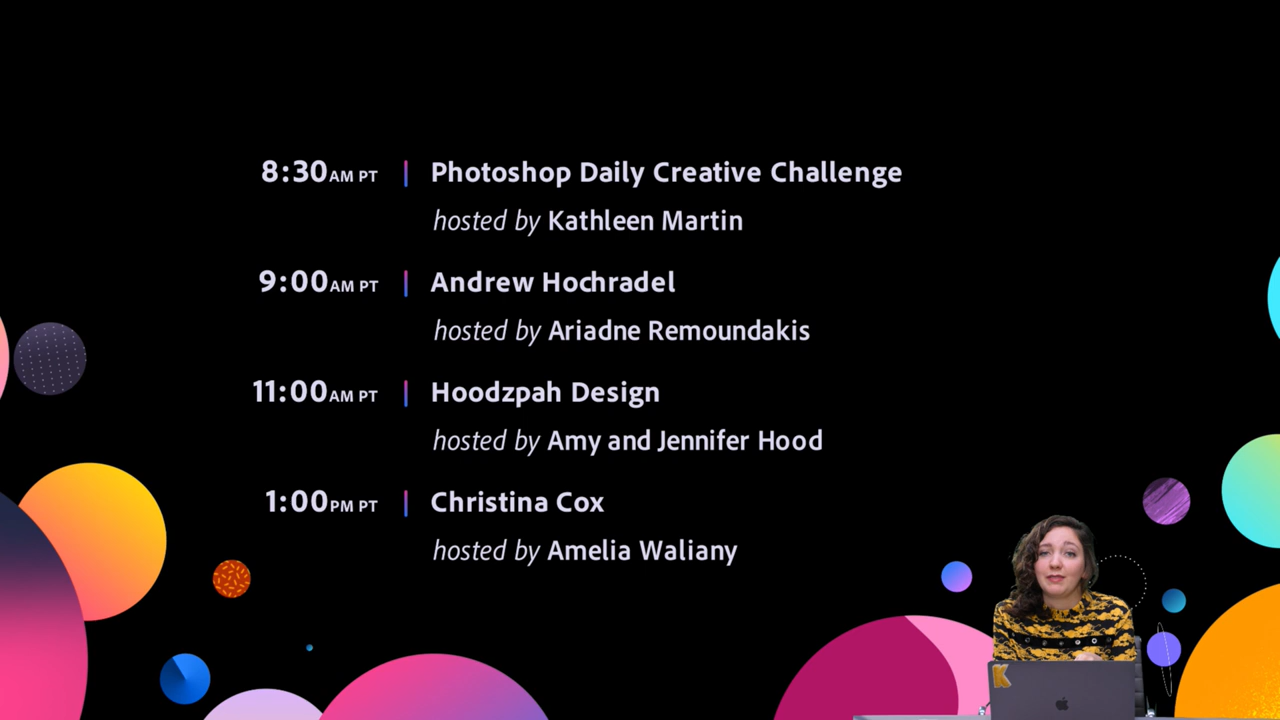 8:30AM PT | Photoshop Daily Creative Challenge
hosted by Kathleen Martin
9:00AM PT | Andrew Hochradel
hosted by Ariadne Remoundakis
11:00AM PT | Hoodzpah Design
hosted by Amy and Jennifer Hood
1:00PM PT | Christina Cox
hosted by Amelia Waliany
K